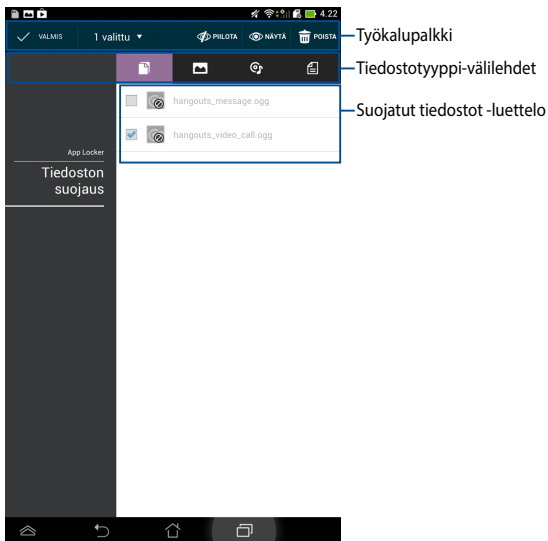 4.22
VALMIS 1 valittu PIILOTA NÄYTÄ POISTA
Työkalupalkki
Tiedostotyyppi-välilehdet
hangouts_message.ogg
Suojatut tiedostot -luettelo
hangouts_video_call.ogg
App Locker
Tiedoston
suojaus